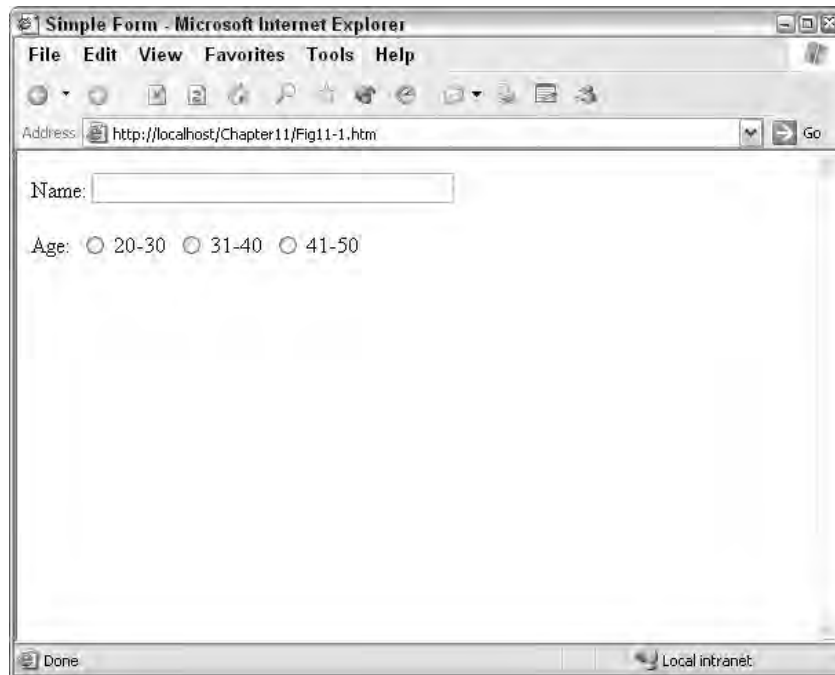 Simple Form - Microsoft Internet Explorer
File Edit View Favorites Tools Help
Address http://localhost/Chapter11/Fig11-1.htm Go
Name:
Age: 20-30 31-40 41-50
Done Local intranet